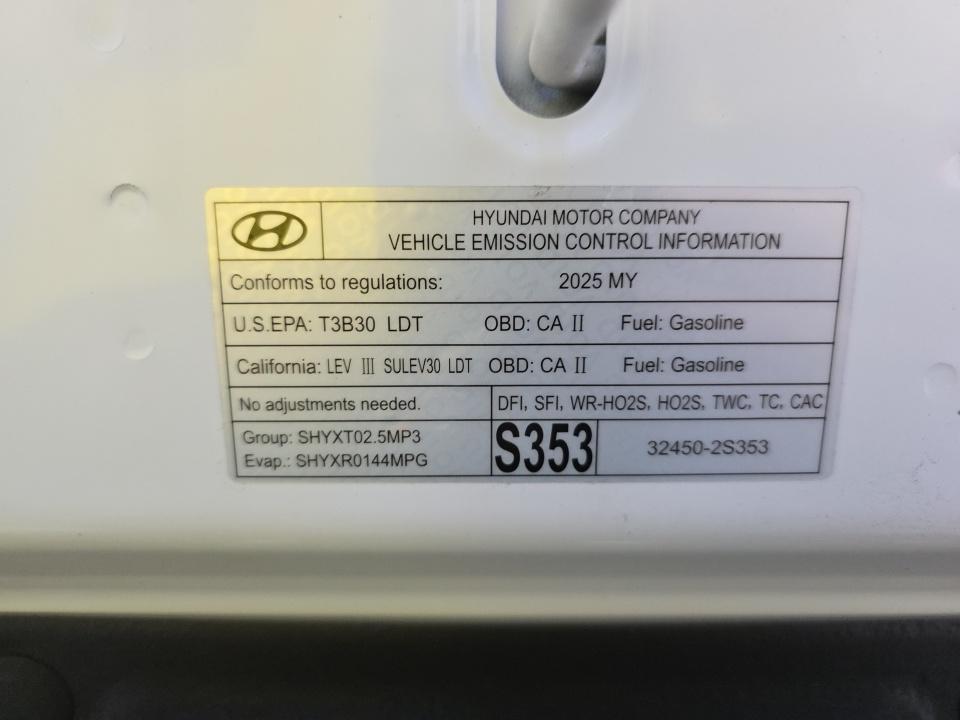 HYUNDAI MOTOR COMPANY
VEHICLE EMISSION CONTROL INFORMATION
Conforms to regulations: 2025 MY
U.S.EPA: T3B30 LDT OBD: CA II Fuel: Gasoline
California: LEV III SULEV30 LDT OBD: CA II Fuel: Gasoline
No adjustments needed. DFI, SFI, WR-HO2S, HO2S, TWC, TC, CAC
Group: SHYXT02.5MP3
Evap.: SHYXR0144MPG
S353
32450-2S353